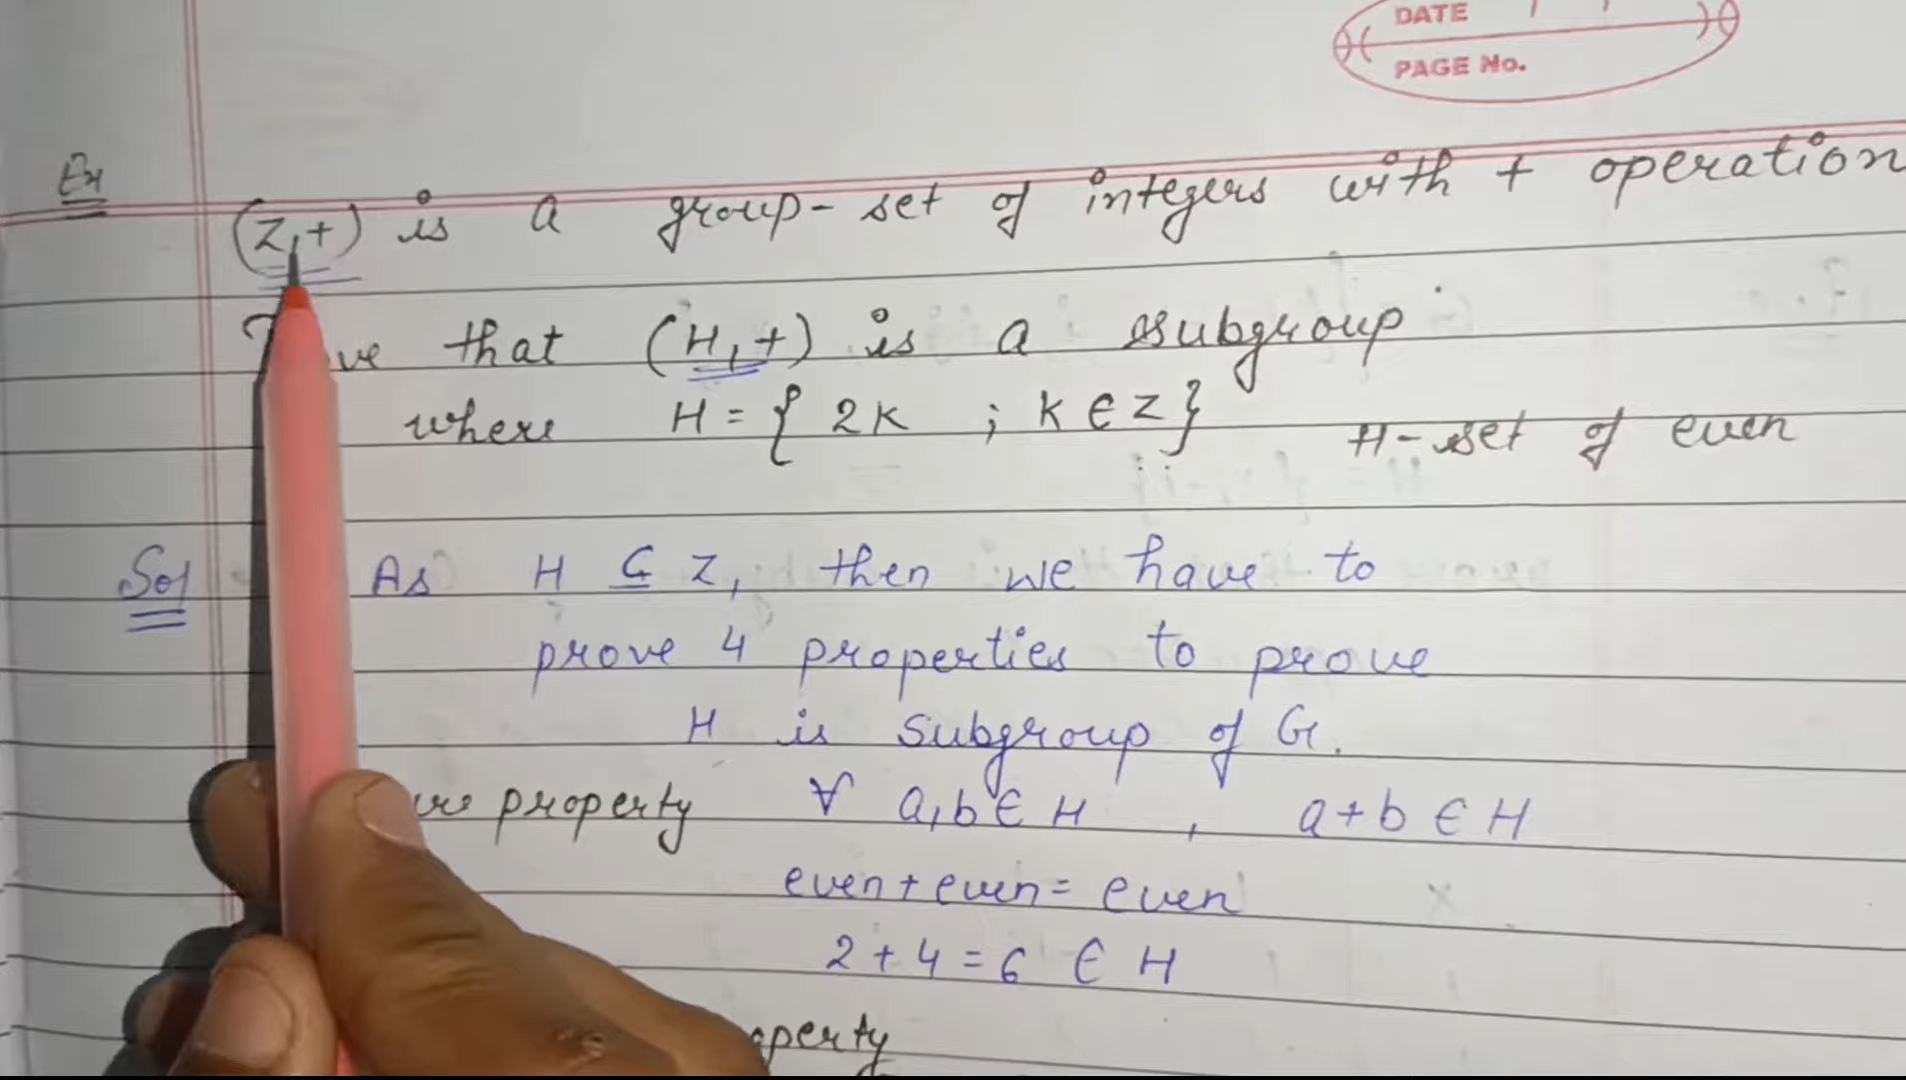 DATE
PAGE No.
Ex
(Z,+) is a group - set of integers with + operation
that (H,+) is a subgroup
where H = { 2K ; K ∈ Z } H - set of even
Sol As H ⊆ Z, then we have to
prove 4 properties to prove
H is Subgroup of G.
property ∀ a,b ∈ H , a+b ∈ H
even + even = even
2 + 4 = 6 ∈ H